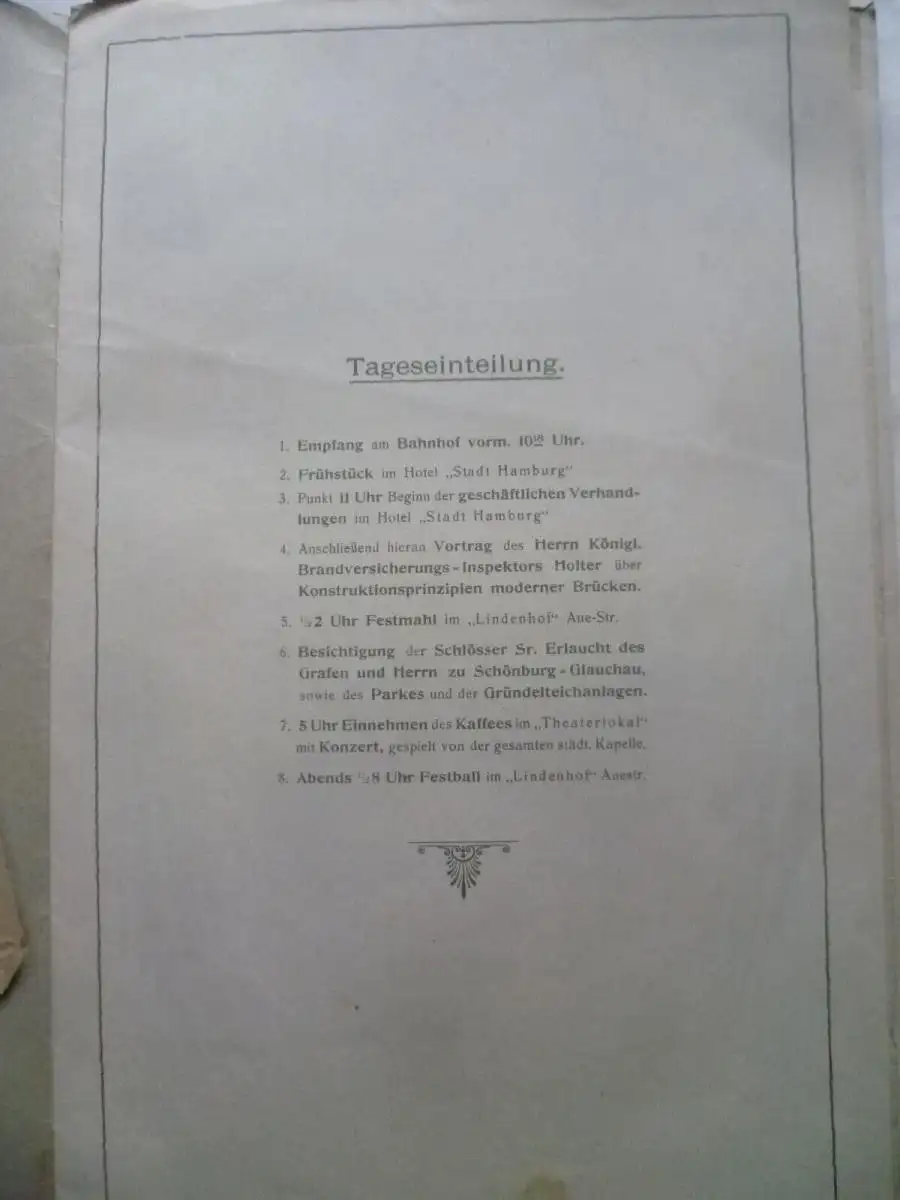 Tageseinteilung.
1. Empfang am Bahnhof vorm. 10 Uhr.
2. Frühstück im Hotel „Stadt Hamburg“
3. Punkt 11 Uhr Beginn der geschäftlichen Verhand-
lungen im Hotel „Stadt Hamburg“
4. Anschließend hieran Vortrag des Herrn Königl.
Brandversicherungs-Inspektors Holter über
Konstruktionsprinzipien moderner Brücken.
5. ½2 Uhr Festmahl im „Lindenhof“ Aue-Str.
6. Besichtigung der Schlösser Sr. Erlaucht des
Grafen und Herrn zu Schönburg-Glauchau,
sowie des Parkes und der Gründelteichanlagen.
7. 5 Uhr Einnehmen des Kaffees im „Theaterlokal“
mit Konzert, gespielt von der gesamten städt. Kapelle.
8. Abends ½8 Uhr Festball im „Lindenhof“ Auestr.